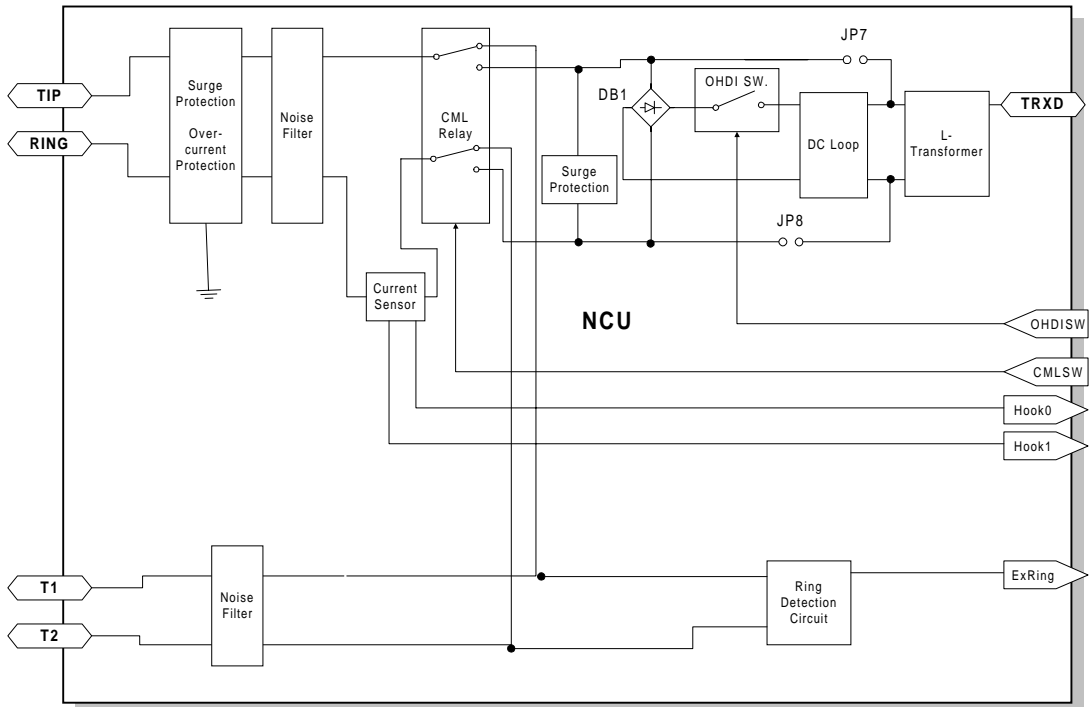 JP7
TIP
Surge
Protection
Over-
current
Protection
Noise
Filter
CML
Relay
DB1
OHDI SW.
DC Loop
L-
Transformer
TRXD
RING
Surge
Protection
JP8
Current
Sensor
NCU
OHDISW
CMLSW
Hook0
Hook1
T1
T2
Noise
Filter
Ring
Detection
Circuit
ExRing